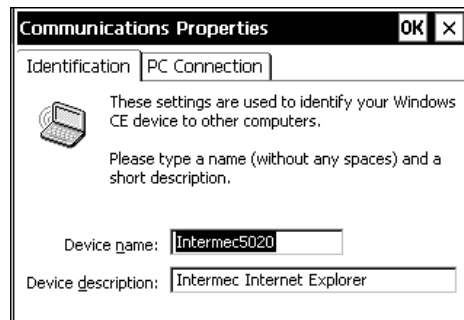 Communications Properties OK ×
Identification PC Connection
These settings are used to identify your Windows
CE device to other computers.
Please type a name (without any spaces) and a
short description.
Device name: Intermec5020
Device description: Intermec Internet Explorer